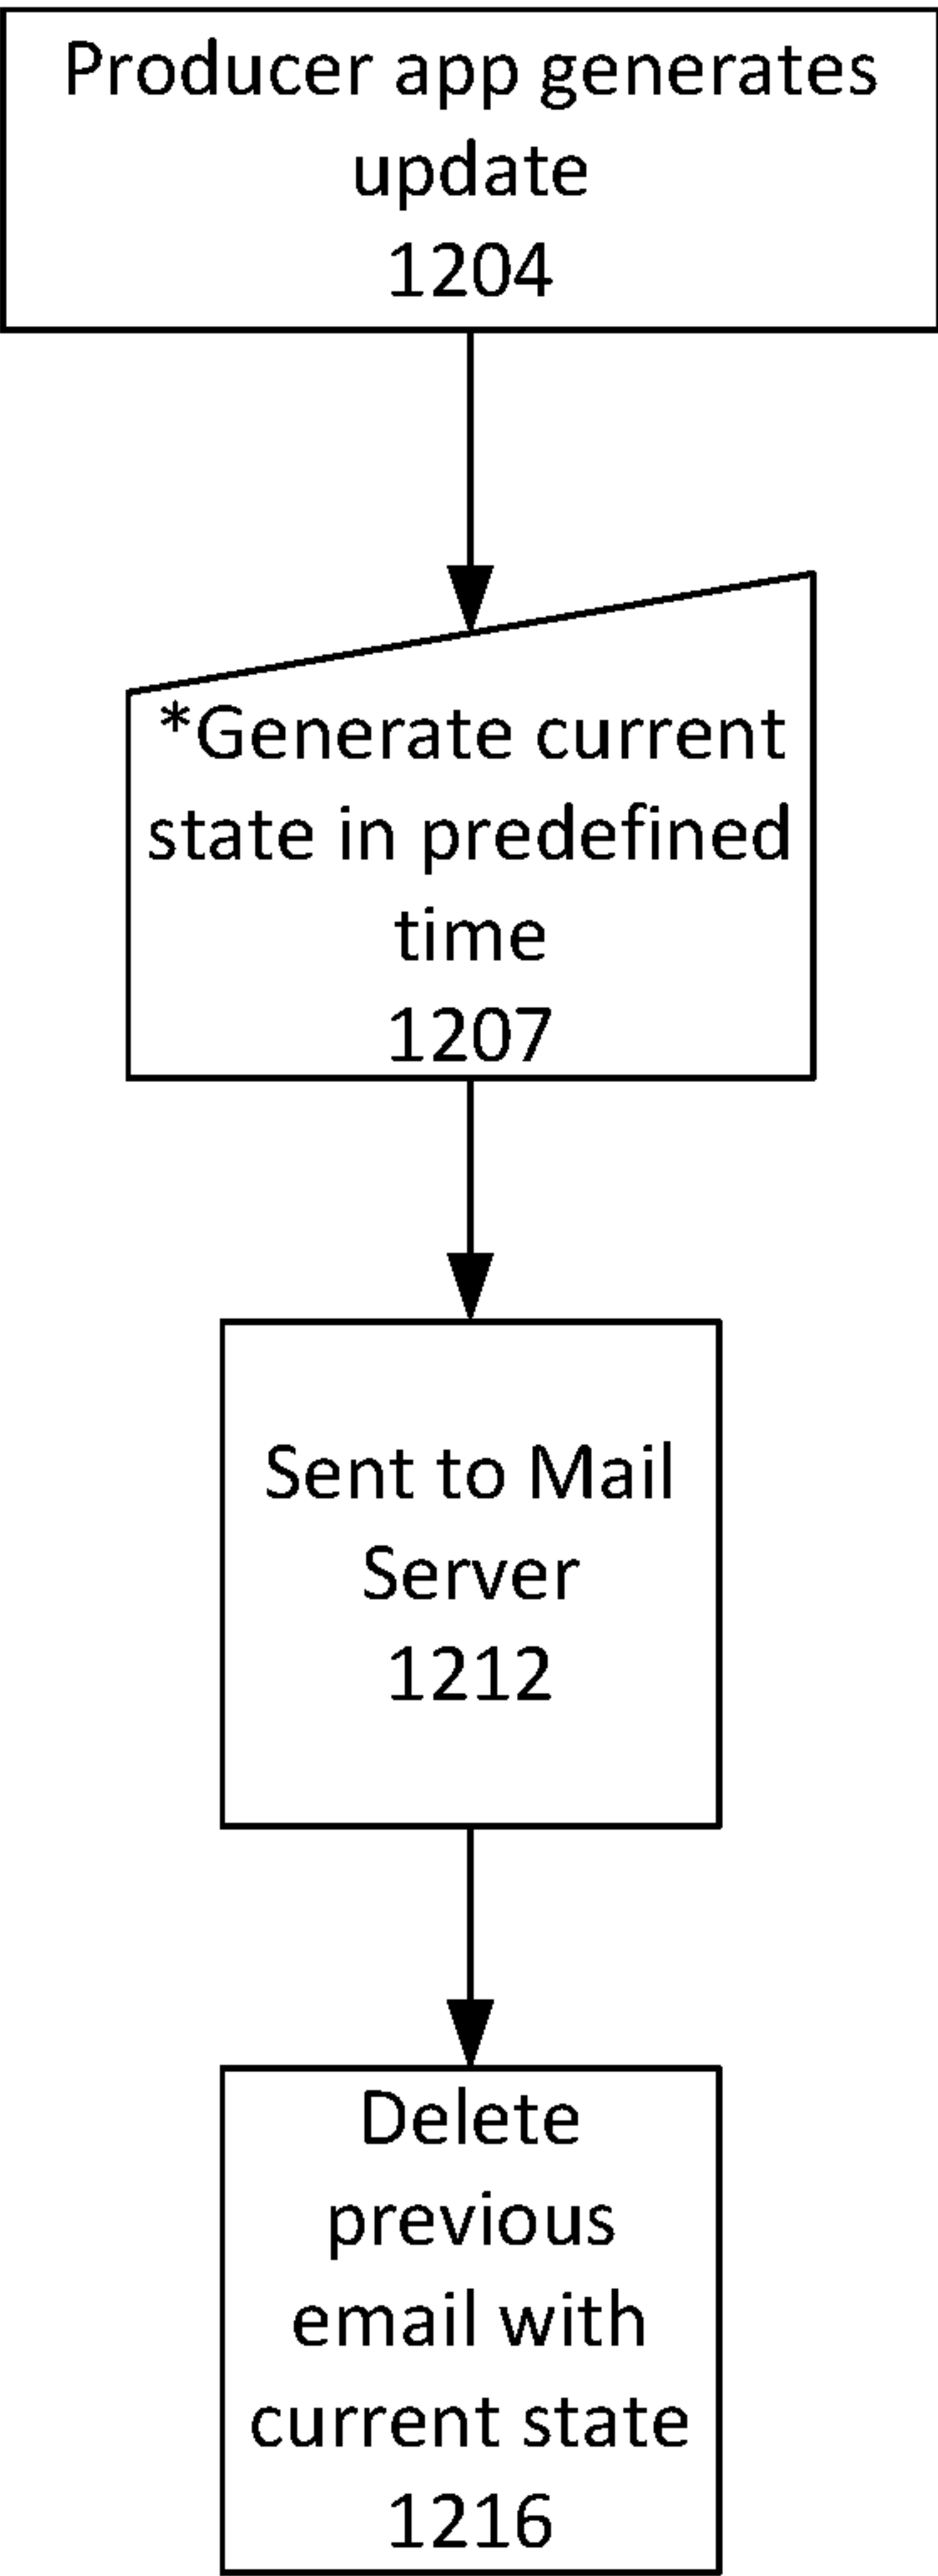 Producer app generates
update
1204
*Generate current
state in predefined
time
1207
Sent to Mail
Server
1212
Delete
previous
email with
current state
1216